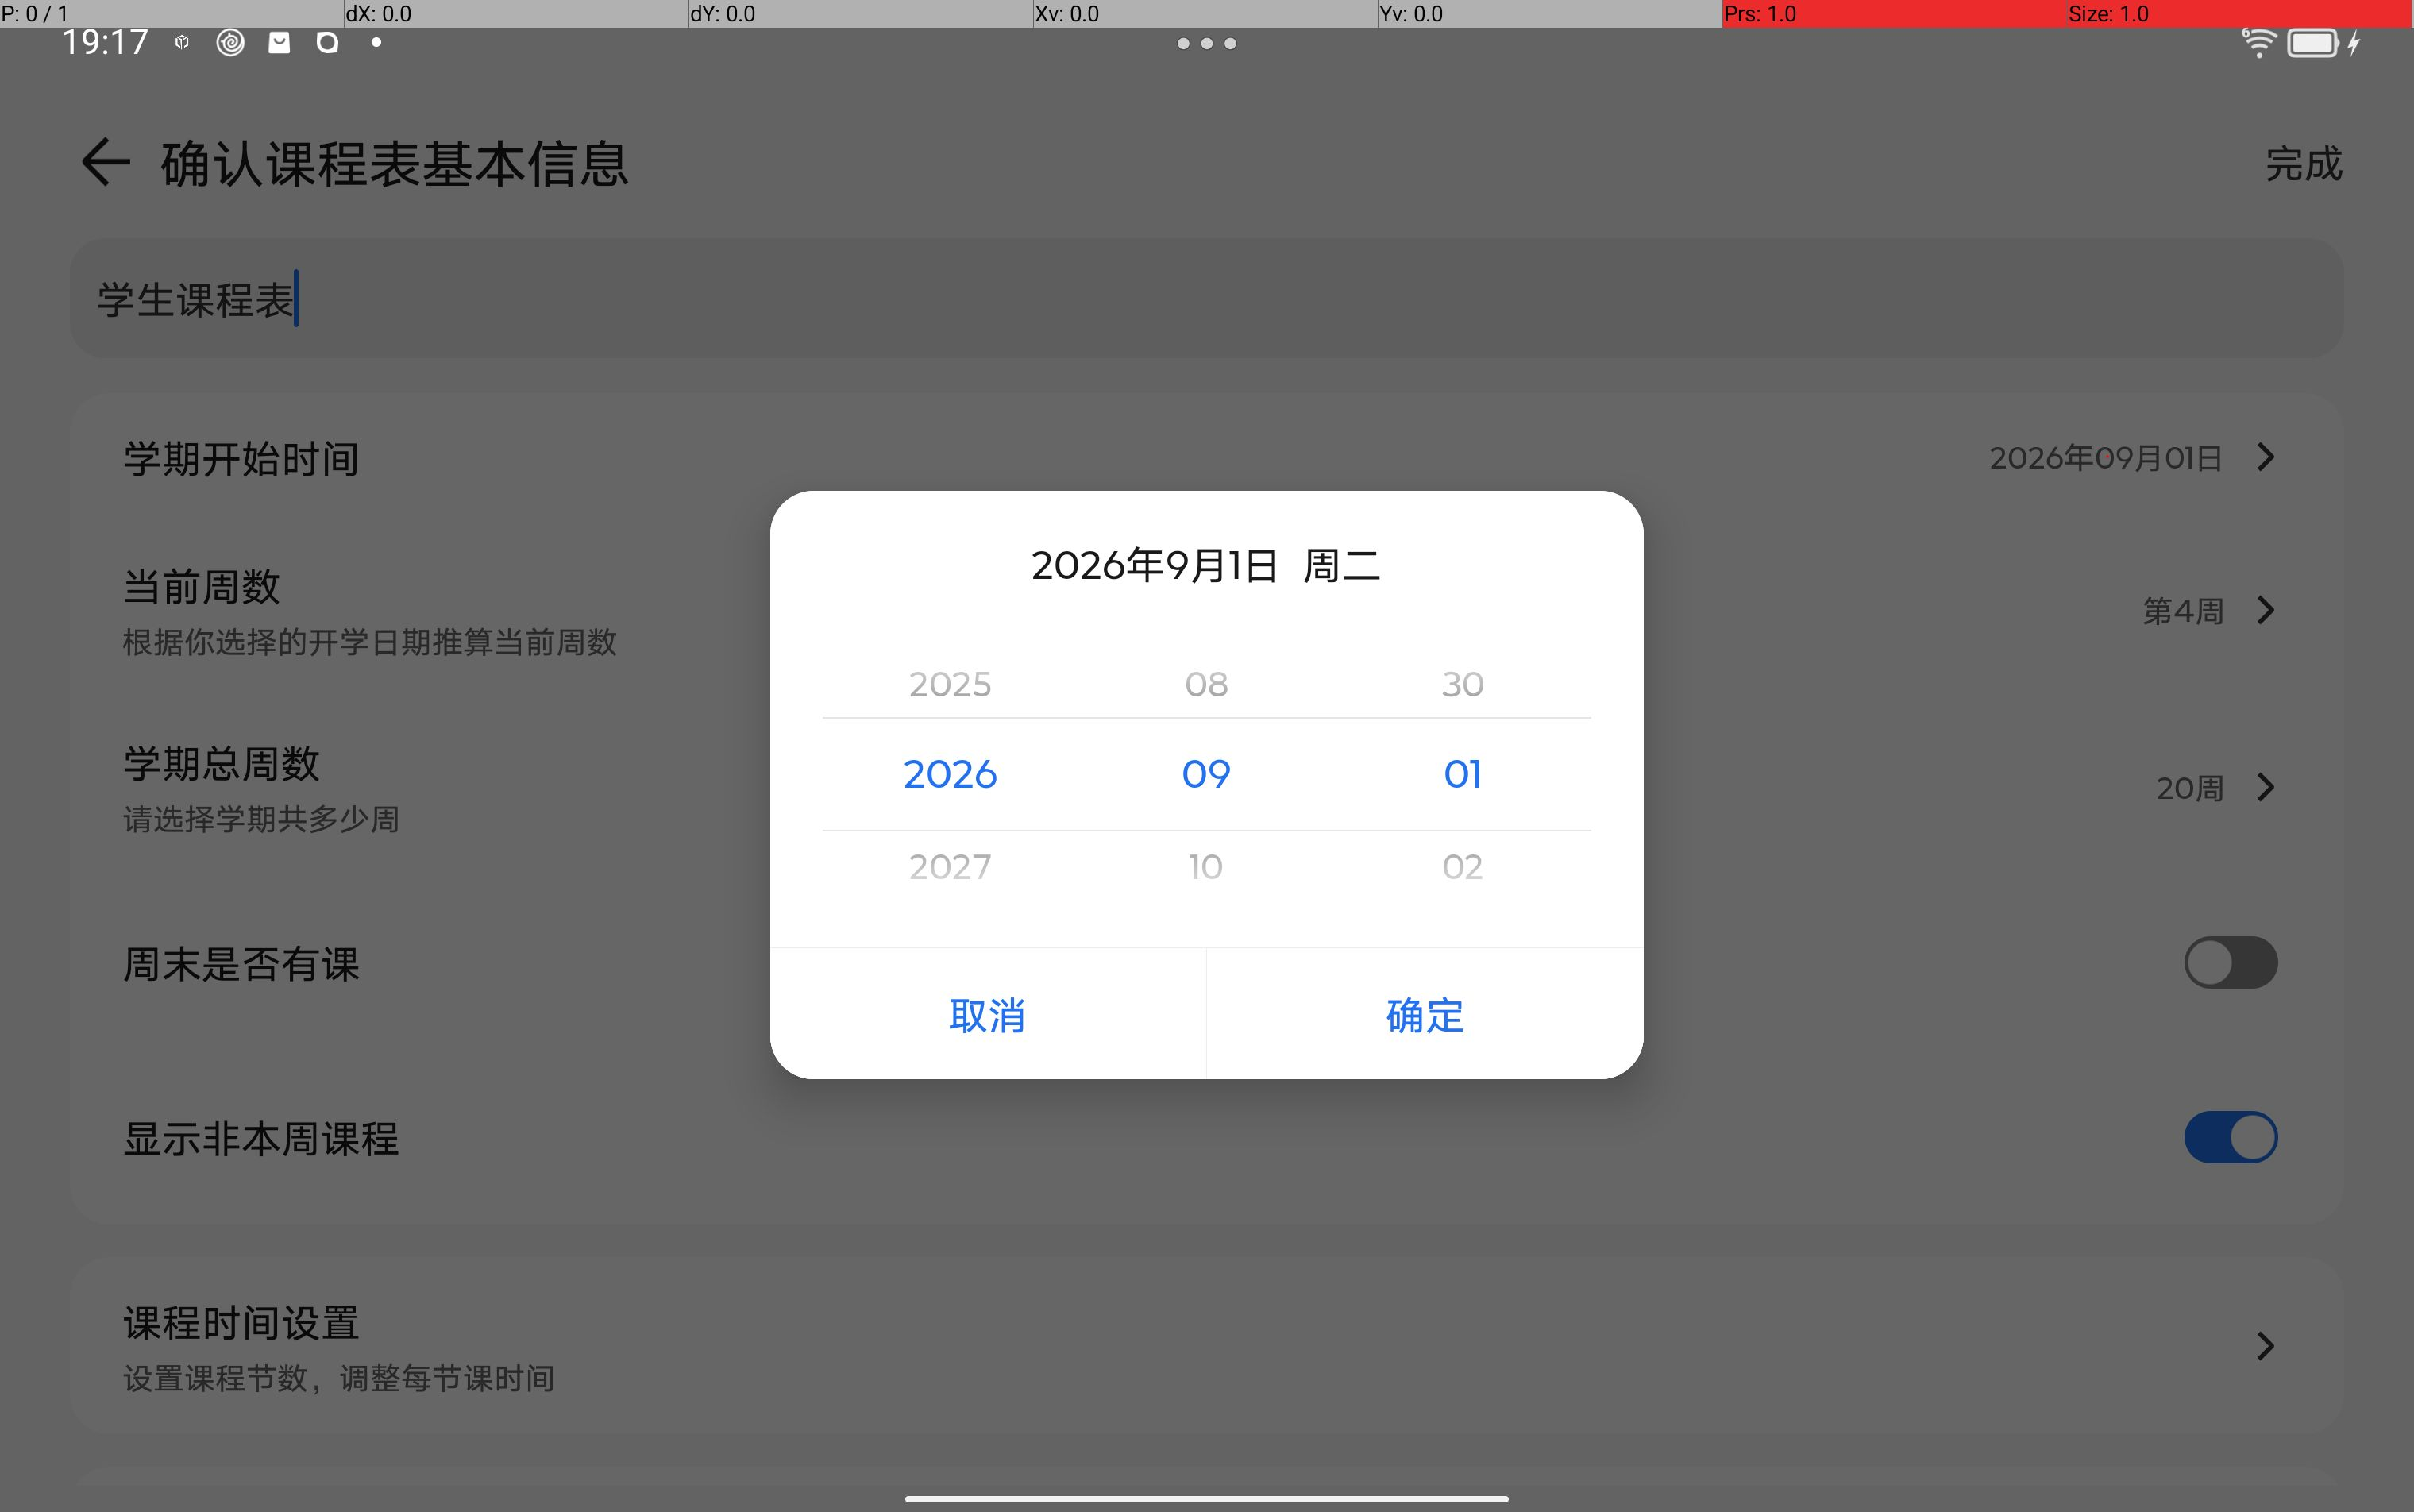 P: 0 / 1 dX: 0.0 dY: 0.0 Xv: 0.0 Yv: 0.0 Prs: 1.0 Size: 1.0
19:17 6
确认课程表基本信息 完成
学生课程表
学期开始时间 2026年09月01日
当前周数 第4周
根据你选择的开学日期推算当前周数
学期总周数 20周
请选择学期共多少周
周末是否有课
显示非本周课程
课程时间设置
设置课程节数，调整每节课时间
2026年9月1日 周二
2025 08 30
2026 09 01
2027 10 02
取消 确定